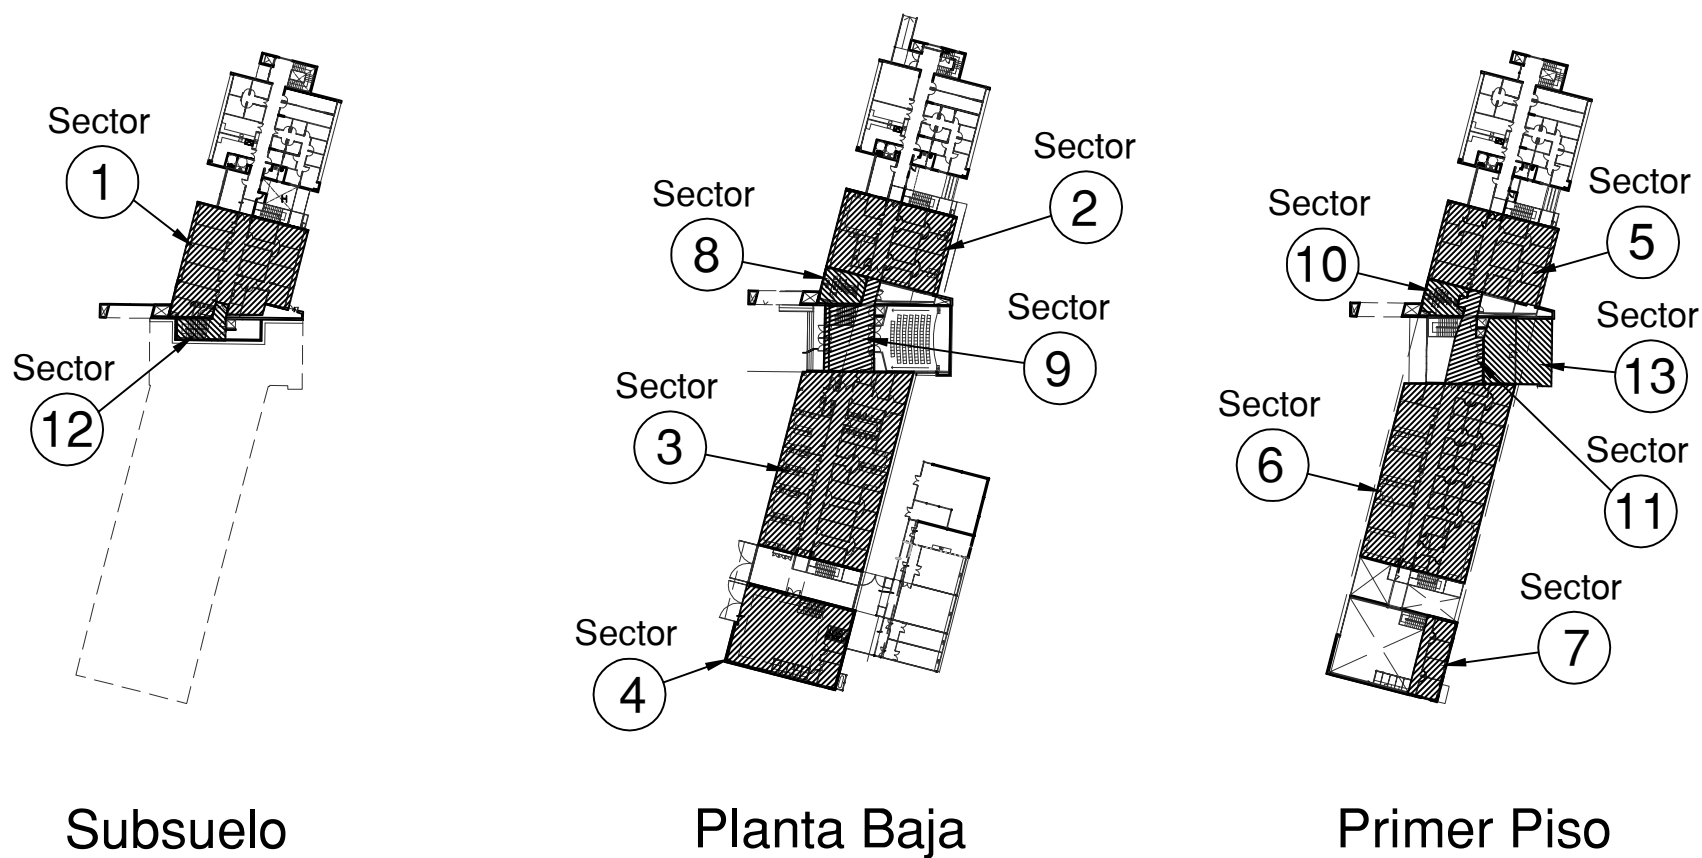 Sector
1
Sector
12
Subsuelo
Sector
2
Sector
8
Sector
9
Sector
3
Sector
4
Planta Baja
Sector
5
Sector
10
Sector
13
Sector
6
Sector
11
Sector
7
Primer Piso